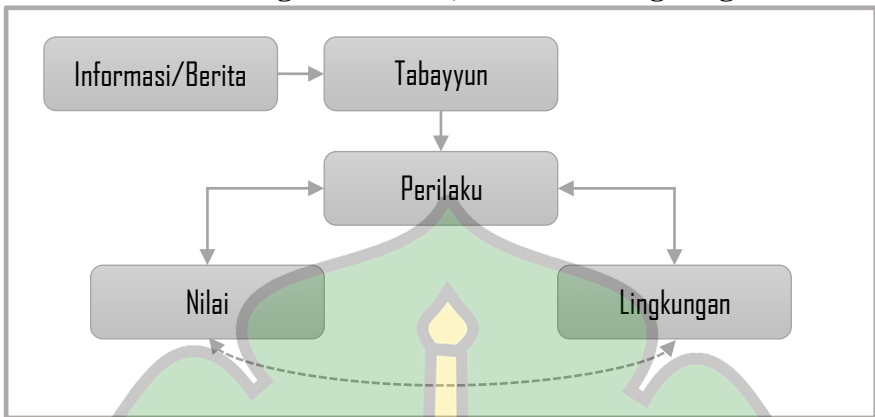 Informasi/Berita
Tabayyun
Perilaku
Nilai
Lingkungan